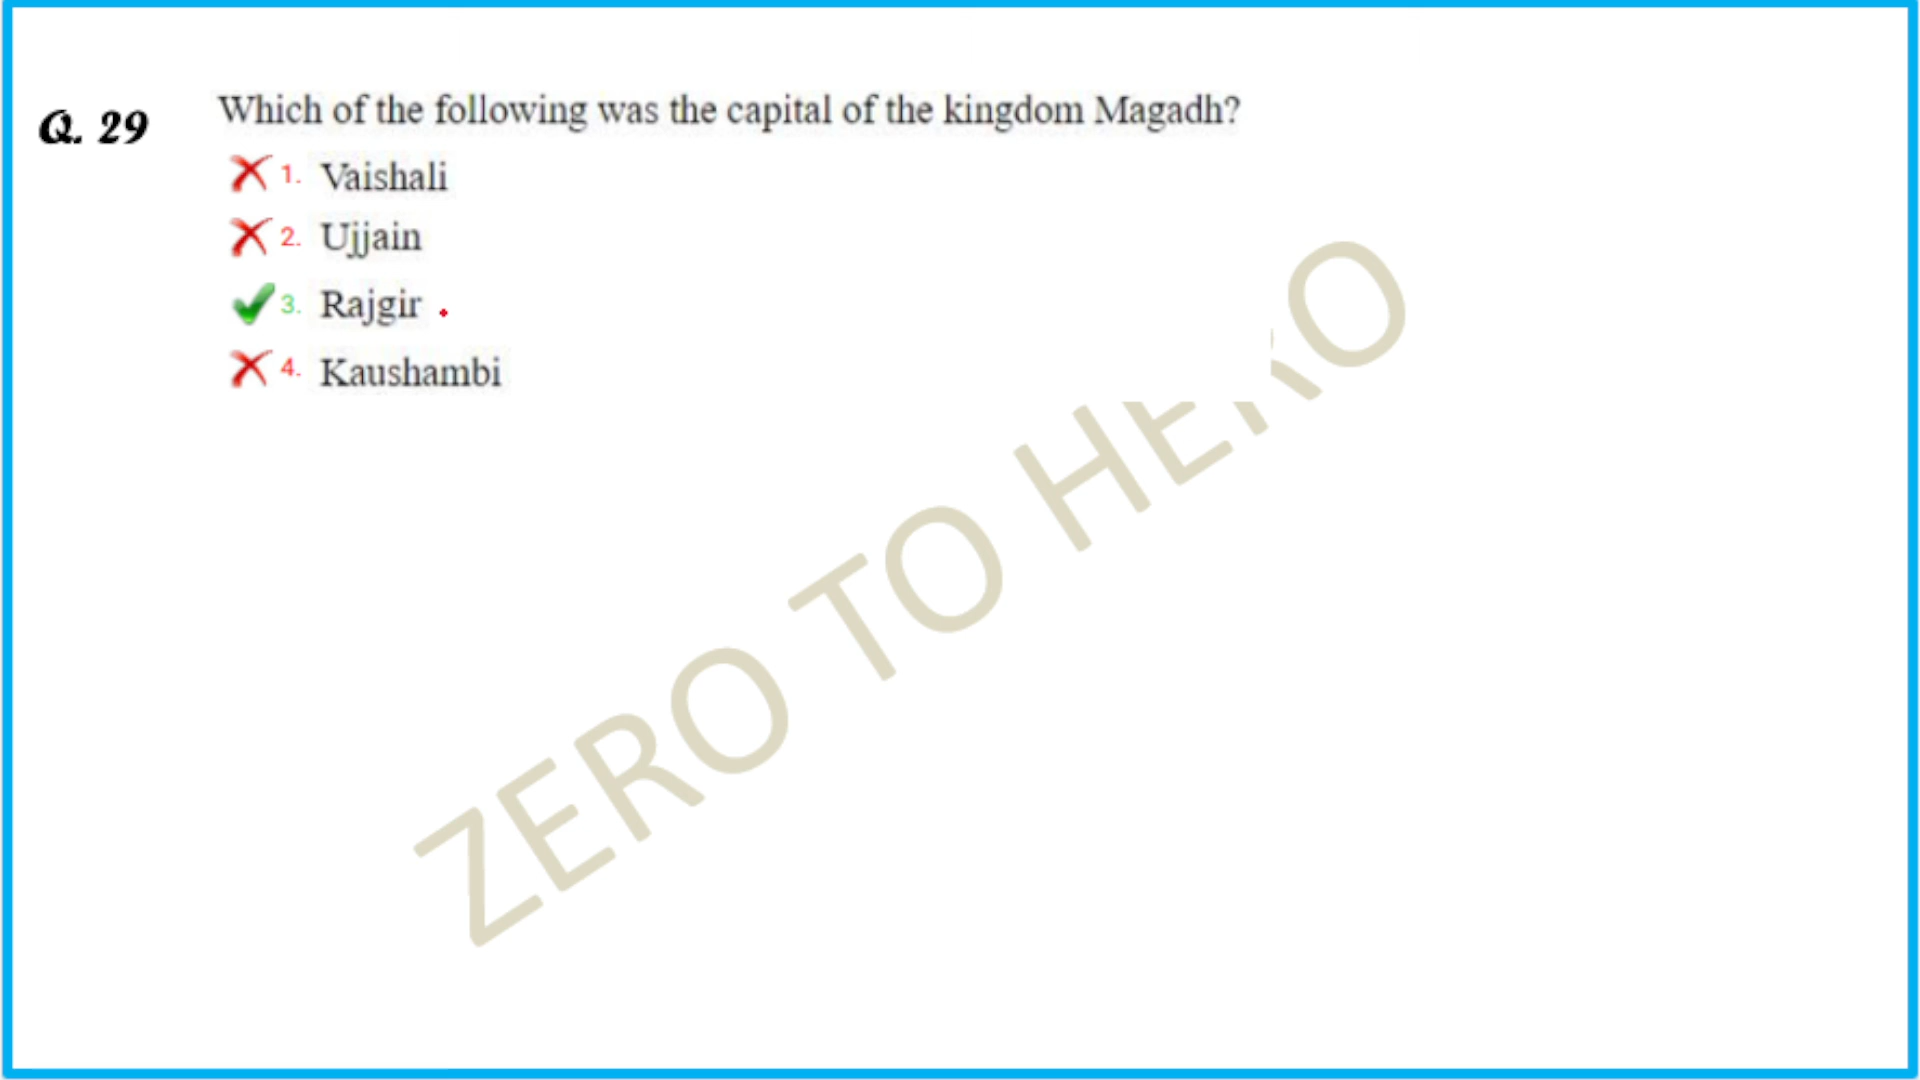 Q. 29
Which of the following was the capital of the kingdom Magadh?
1. Vaishali
2. Ujjain
3. Rajgir
4. Kaushambi
ZERO TO HERO